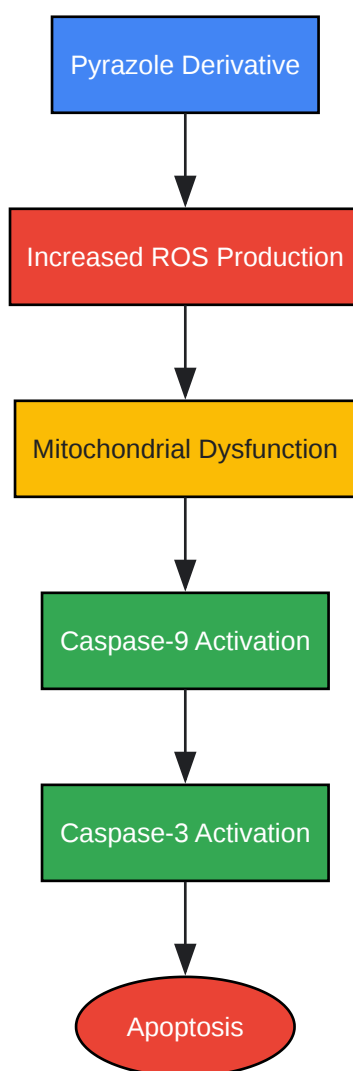 Pyrazole Derivative
Increased ROS Production
Mitochondrial Dysfunction
Caspase-9 Activation
Caspase-3 Activation
Apoptosis